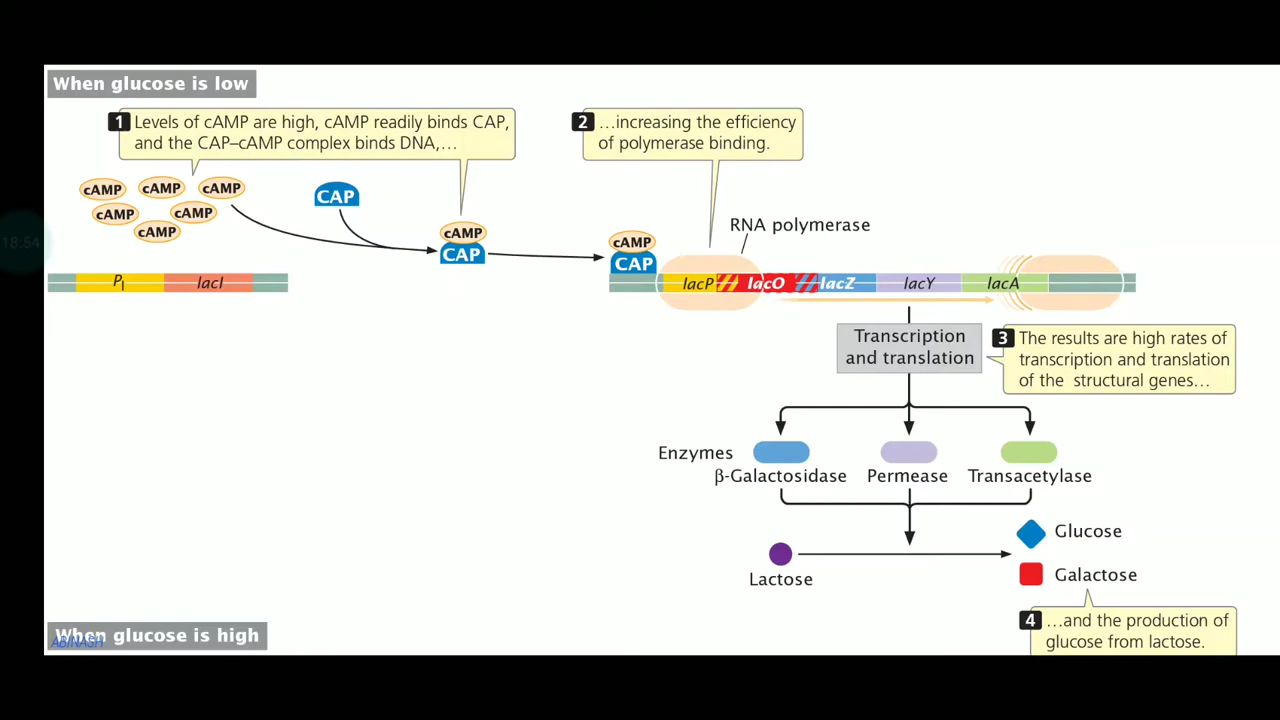 When glucose is low
1 Levels of cAMP are high, cAMP readily binds CAP,
and the CAP–cAMP complex binds DNA,…
2 …increasing the efficiency
of polymerase binding.
cAMP
cAMP
cAMP
cAMP
cAMP
cAMP
CAP
cAMP
CAP
cAMP
CAP
RNA polymerase
18.54
PI
lacI
lacP
lacO
lacZ
lacY
lacA
Transcription
and translation
3 The results are high rates of
transcription and translation
of the structural genes…
Enzymes
β-Galactosidase
Permease
Transacetylase
Lactose
Glucose
Galactose
4 …and the production of
glucose from lactose.
When glucose is high
ABINASH